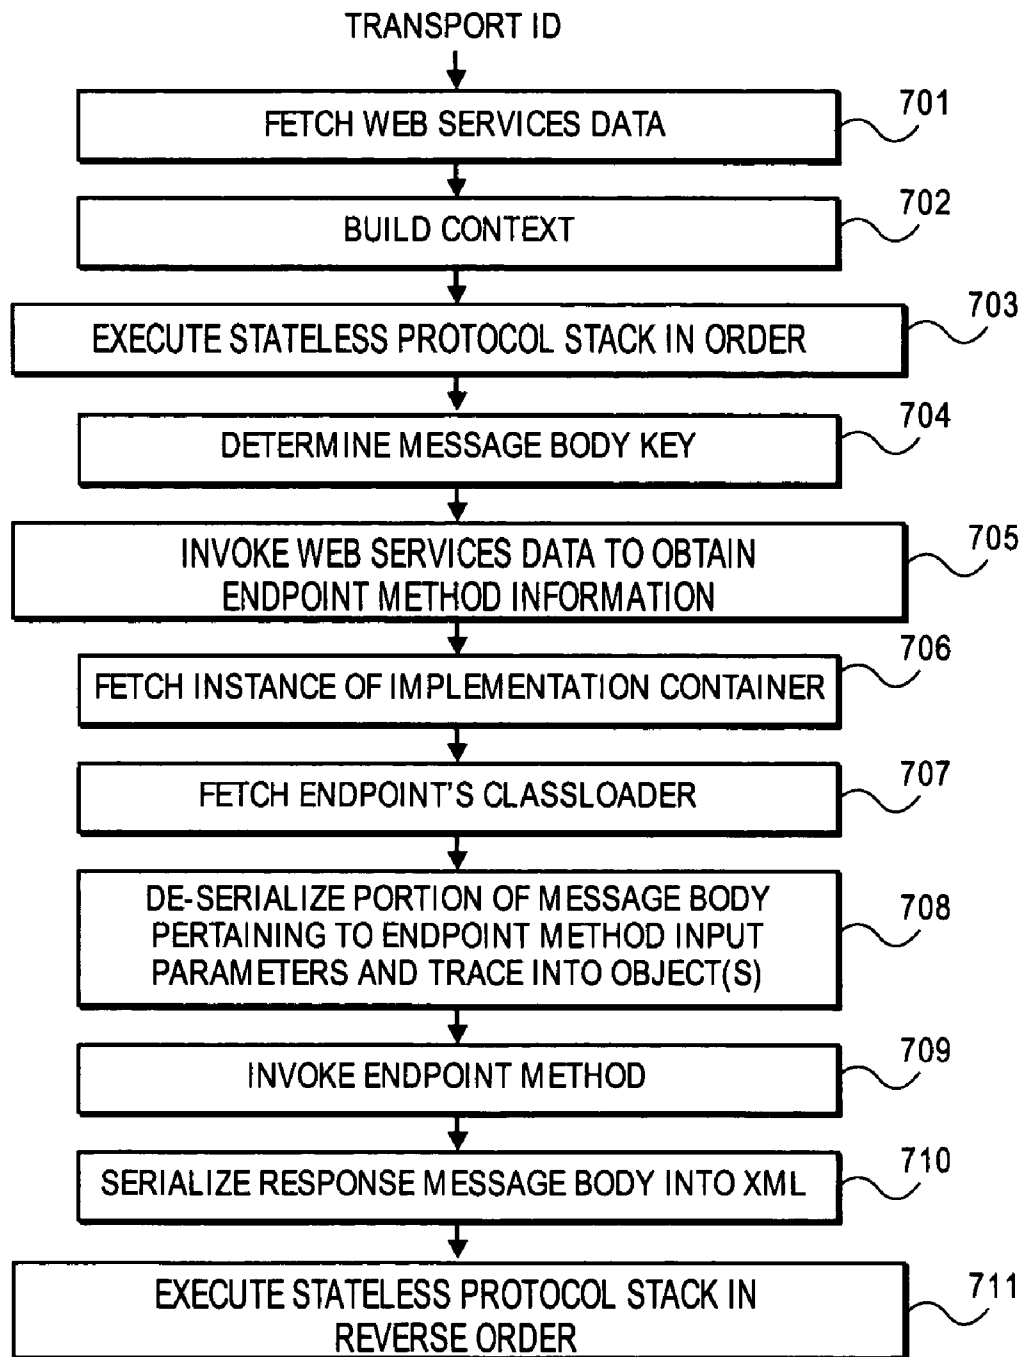 TRANSPORT ID
FETCH WEB SERVICES DATA
701
BUILD CONTEXT
702
EXECUTE STATELESS PROTOCOL STACK IN ORDER
703
DETERMINE MESSAGE BODY KEY
704
INVOKE WEB SERVICES DATA TO OBTAIN
ENDPOINT METHOD INFORMATION
705
FETCH INSTANCE OF IMPLEMENTATION CONTAINER
706
FETCH ENDPOINT'S CLASSLOADER
707
DE-SERIALIZE PORTION OF MESSAGE BODY
PERTAINING TO ENDPOINT METHOD INPUT
PARAMETERS AND TRACE INTO OBJECT(S)
708
INVOKE ENDPOINT METHOD
709
SERIALIZE RESPONSE MESSAGE BODY INTO XML
710
EXECUTE STATELESS PROTOCOL STACK IN
REVERSE ORDER
711